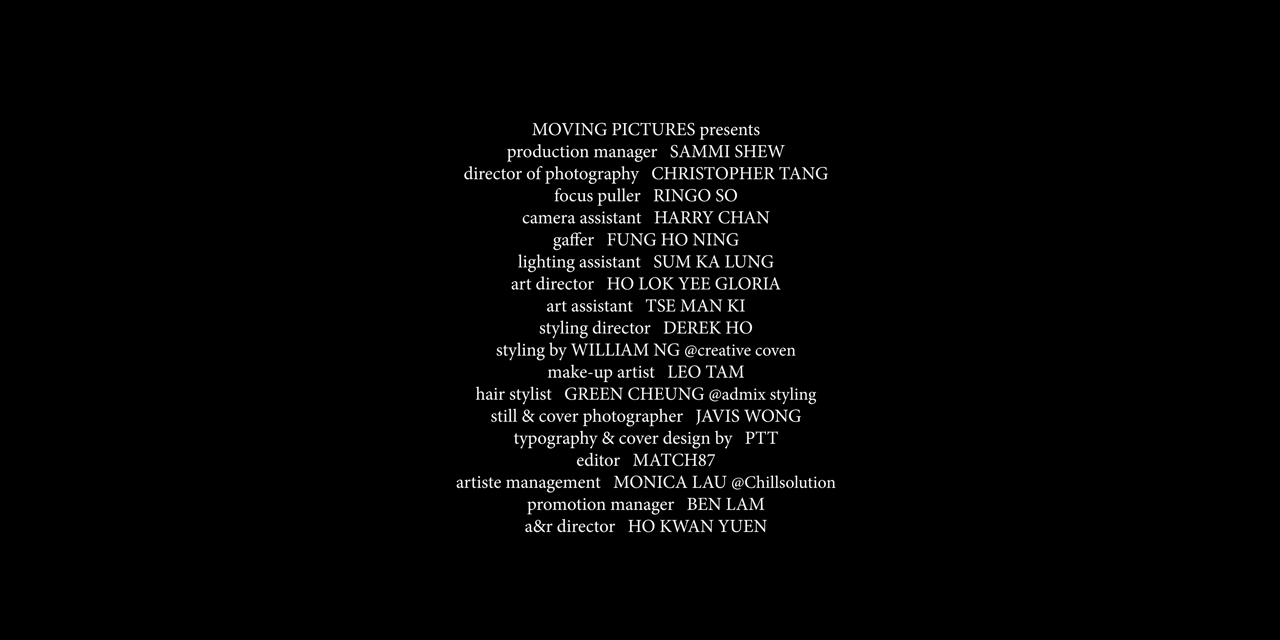 MOVING PICTURES presents
production manager SAMMI SHEW
director of photography CHRISTOPHER TANG
focus puller RINGO SO
camera assistant HARRY CHAN
gaffer FUNG HO NING
lighting assistant SUM KA LUNG
art director HO LOK YEE GLORIA
art assistant TSE MAN KI
styling director DEREK HO
styling by WILLIAM NG @creative coven
make-up artist LEO TAM
hair stylist GREEN CHEUNG @admix styling
still & cover photographer JAVIS WONG
typography & cover design by PTT
editor MATCH87
artiste management MONICA LAU @Chillsolution
promotion manager BEN LAM
a&r director HO KWAN YUEN